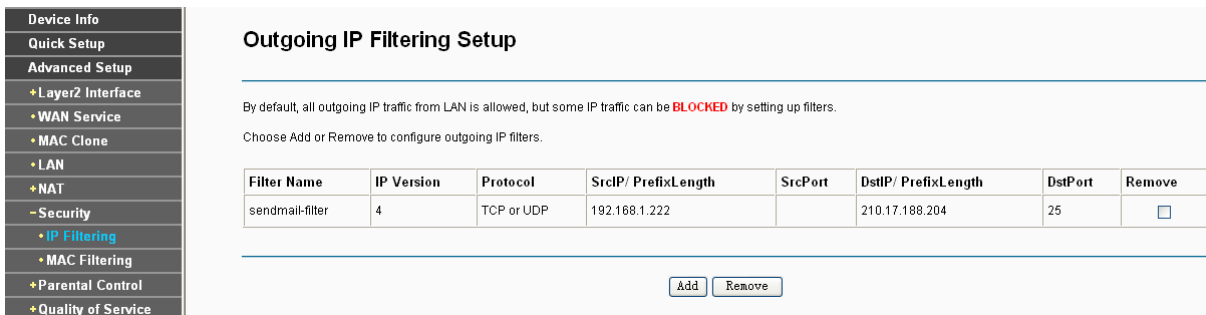 Device Info
Quick Setup
Advanced Setup
+Layer2 Interface
•WAN Service
•MAC Clone
•LAN
+NAT
-Security
•IP Filtering
•MAC Filtering
+Parental Control
+Quality of Service
Outgoing IP Filtering Setup
By default, all outgoing IP traffic from LAN is allowed, but some IP traffic can be BLOCKED by setting up filters.
Choose Add or Remove to configure outgoing IP filters.
Filter Name IP Version Protocol SrcIP/ PrefixLength SrcPort DstIP/ PrefixLength DstPort Remove
sendmail-filter 4 TCP or UDP 192.168.1.222 210.17.188.204 25
Add Remove